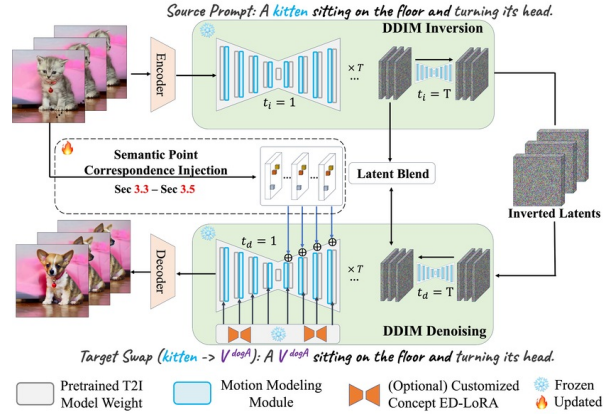 Source Prompt: A kitten sitting on the floor and turning its head.
DDIM Inversion
Encoder
× T
...
t_i = 1
t_i = T
Semantic Point
Correspondence Injection
Sec 3.3 – Sec 3.5
...
...
Latent Blend
Inverted Latents
Decoder
t_d = 1
× T
...
t_d = T
DDIM Denoising
Target Swap (kitten -> V^dogA): A V^dogA sitting on the floor and turning its head.
Pretrained T2I
Model Weight
Motion Modeling
Module
(Optional) Customized
Concept ED-LoRA
Frozen
Updated